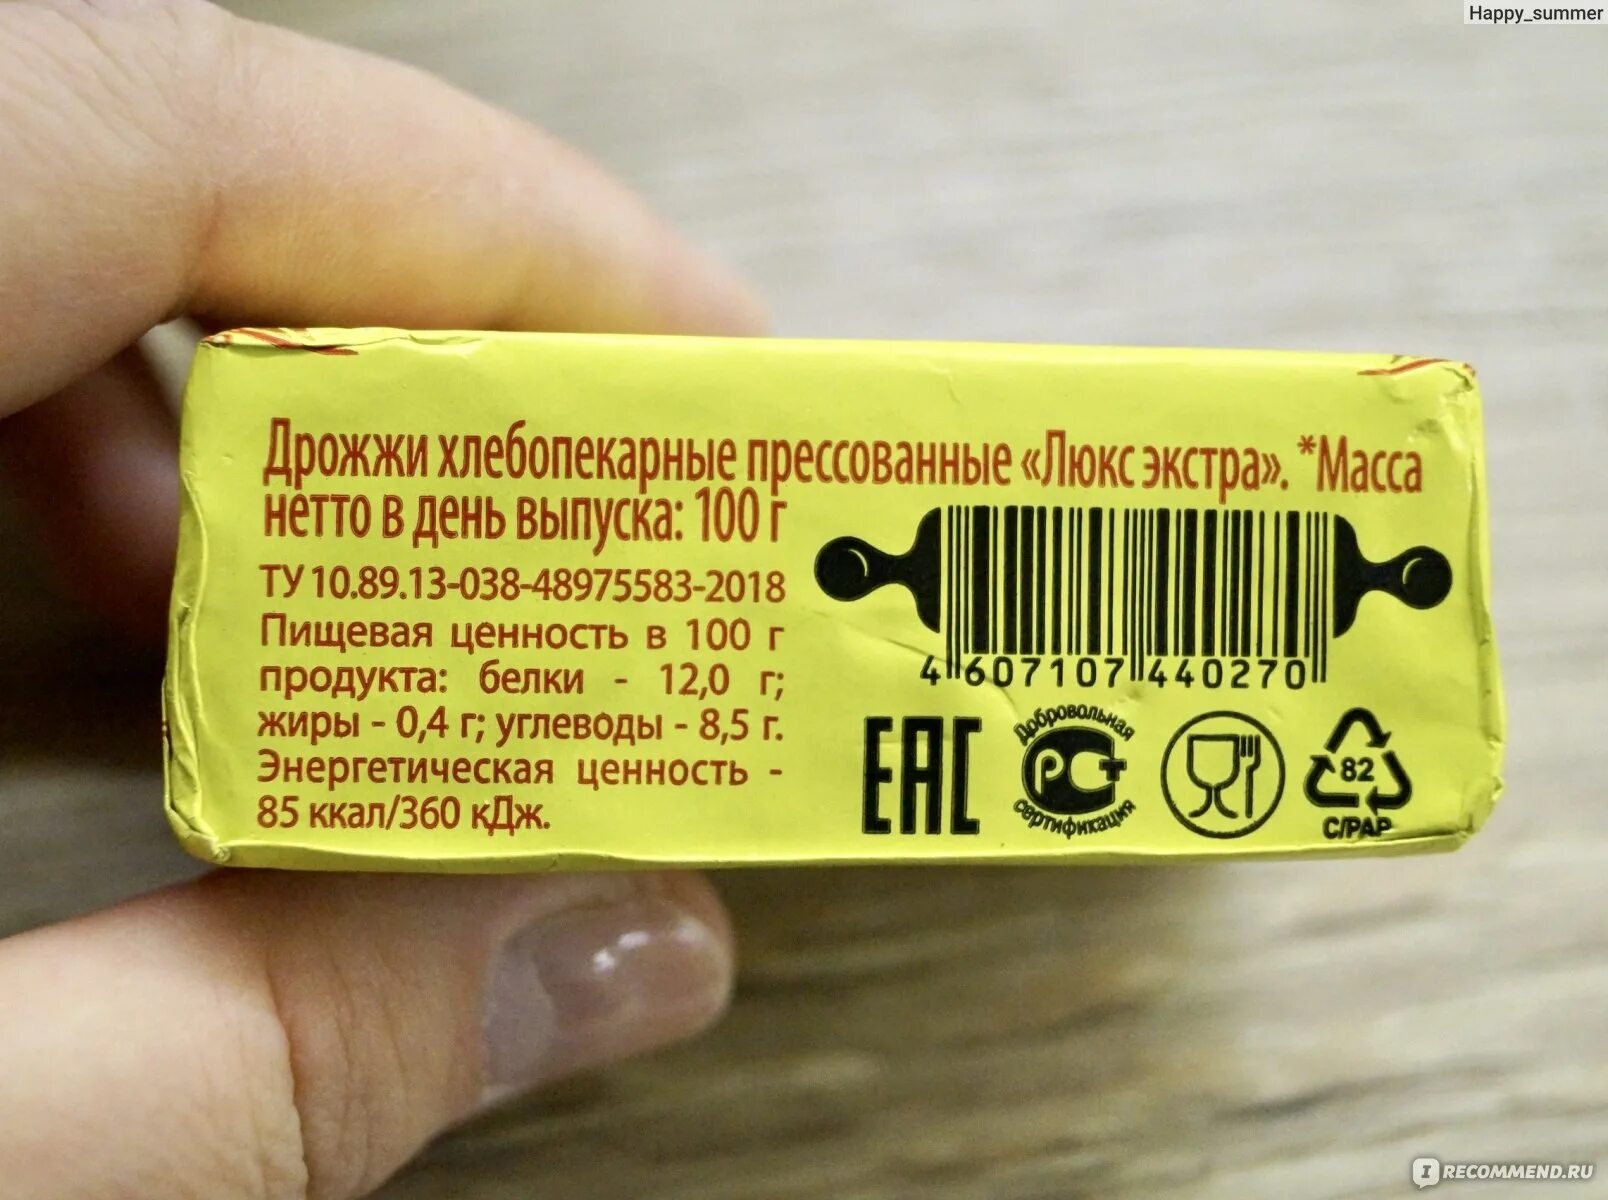 Happy_summer
Дрожжи хлебопекарные прессованные «Люкс экстра». *Масса
нетто в день выпуска: 100 г
ТУ 10.89.13-038-48975583-2018
Пищевая ценность в 100 г
продукта: белки - 12,0 г;
жиры - 0,4 г; углеводы - 8,5 г.
Энергетическая ценность -
85 ккал/360 кДж.
4 607107 440270
ЕАС
Добровольная
РСТ
сертификация
82
C/PAP
I RECOMMEND.RU